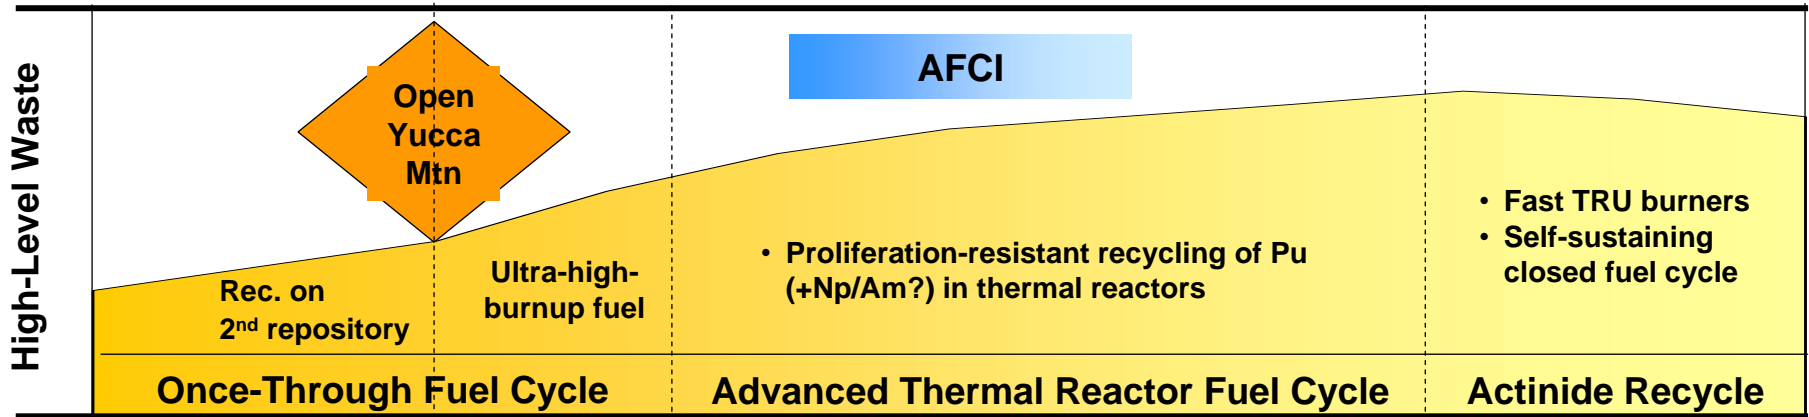 High-Level Waste
Open
Yucca
Mtn
AFCI
Rec. on
2nd repository
Ultra-high-
burnup fuel
• Proliferation-resistant recycling of Pu
(+Np/Am?) in thermal reactors
• Fast TRU burners
• Self-sustaining
closed fuel cycle
Once-Through Fuel Cycle
Advanced Thermal Reactor Fuel Cycle
Actinide Recycle